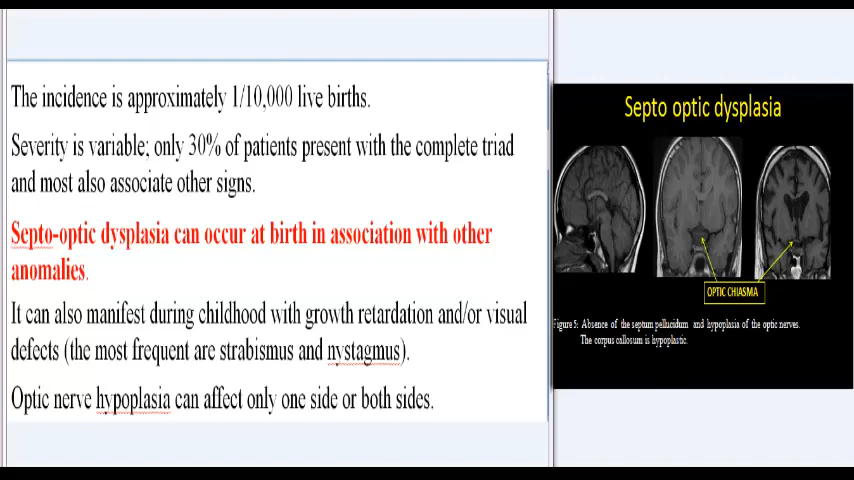 The incidence is approximately 1/10,000 live births.
Severity is variable; only 30% of patients present with the complete triad
and most also associate other signs.
Septo-optic dysplasia can occur at birth in association with other
anomalies.
It can also manifest during childhood with growth retardation and/or visual
defects (the most frequent are strabismus and nystagmus).
Optic nerve hypoplasia can affect only one side or both sides.
Septo optic dysplasia
OPTIC CHIASMA
Figure 5: Absence of the septum pellucidum and hypoplasia of the optic nerves.
The corpus callosum is hypoplastic.